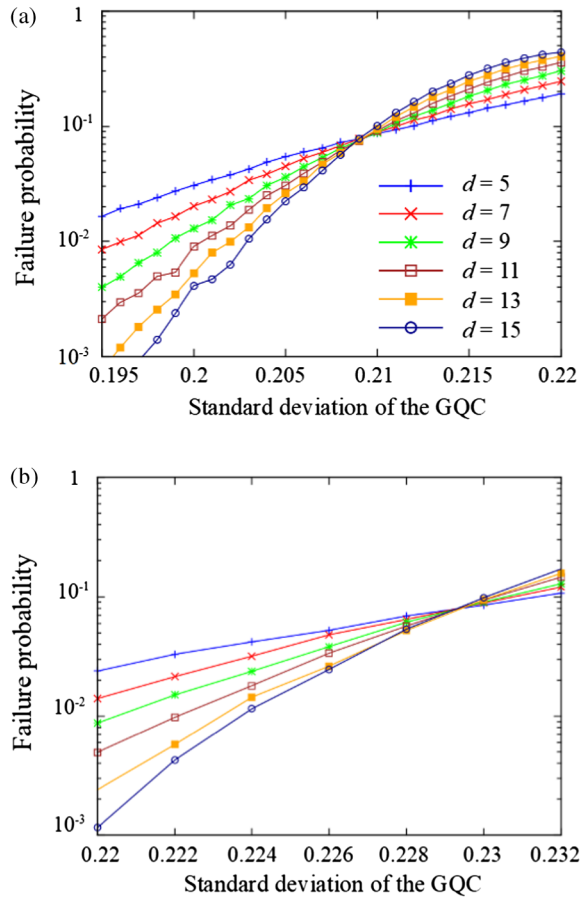 (a)
1
10-1
10-2
10-3
Failure probability
d = 5
d = 7
d = 9
d = 11
d = 13
d = 15
0.195 0.2 0.205 0.21 0.215 0.22
Standard deviation of the GQC
(b)
1
10-1
10-2
10-3
Failure probability
0.22 0.222 0.224 0.226 0.228 0.23 0.232
Standard deviation of the GQC